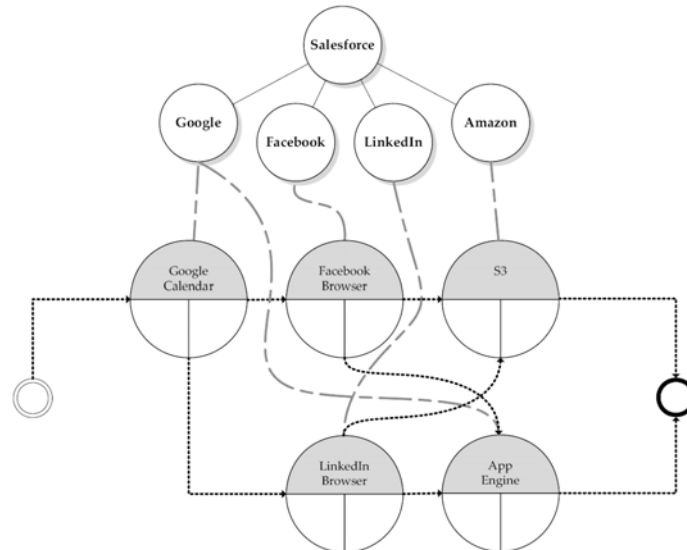 Salesforce
Google
Facebook
LinkedIn
Amazon
Google
Calendar
Facebook
Browser
S3
LinkedIn
Browser
App
Engine